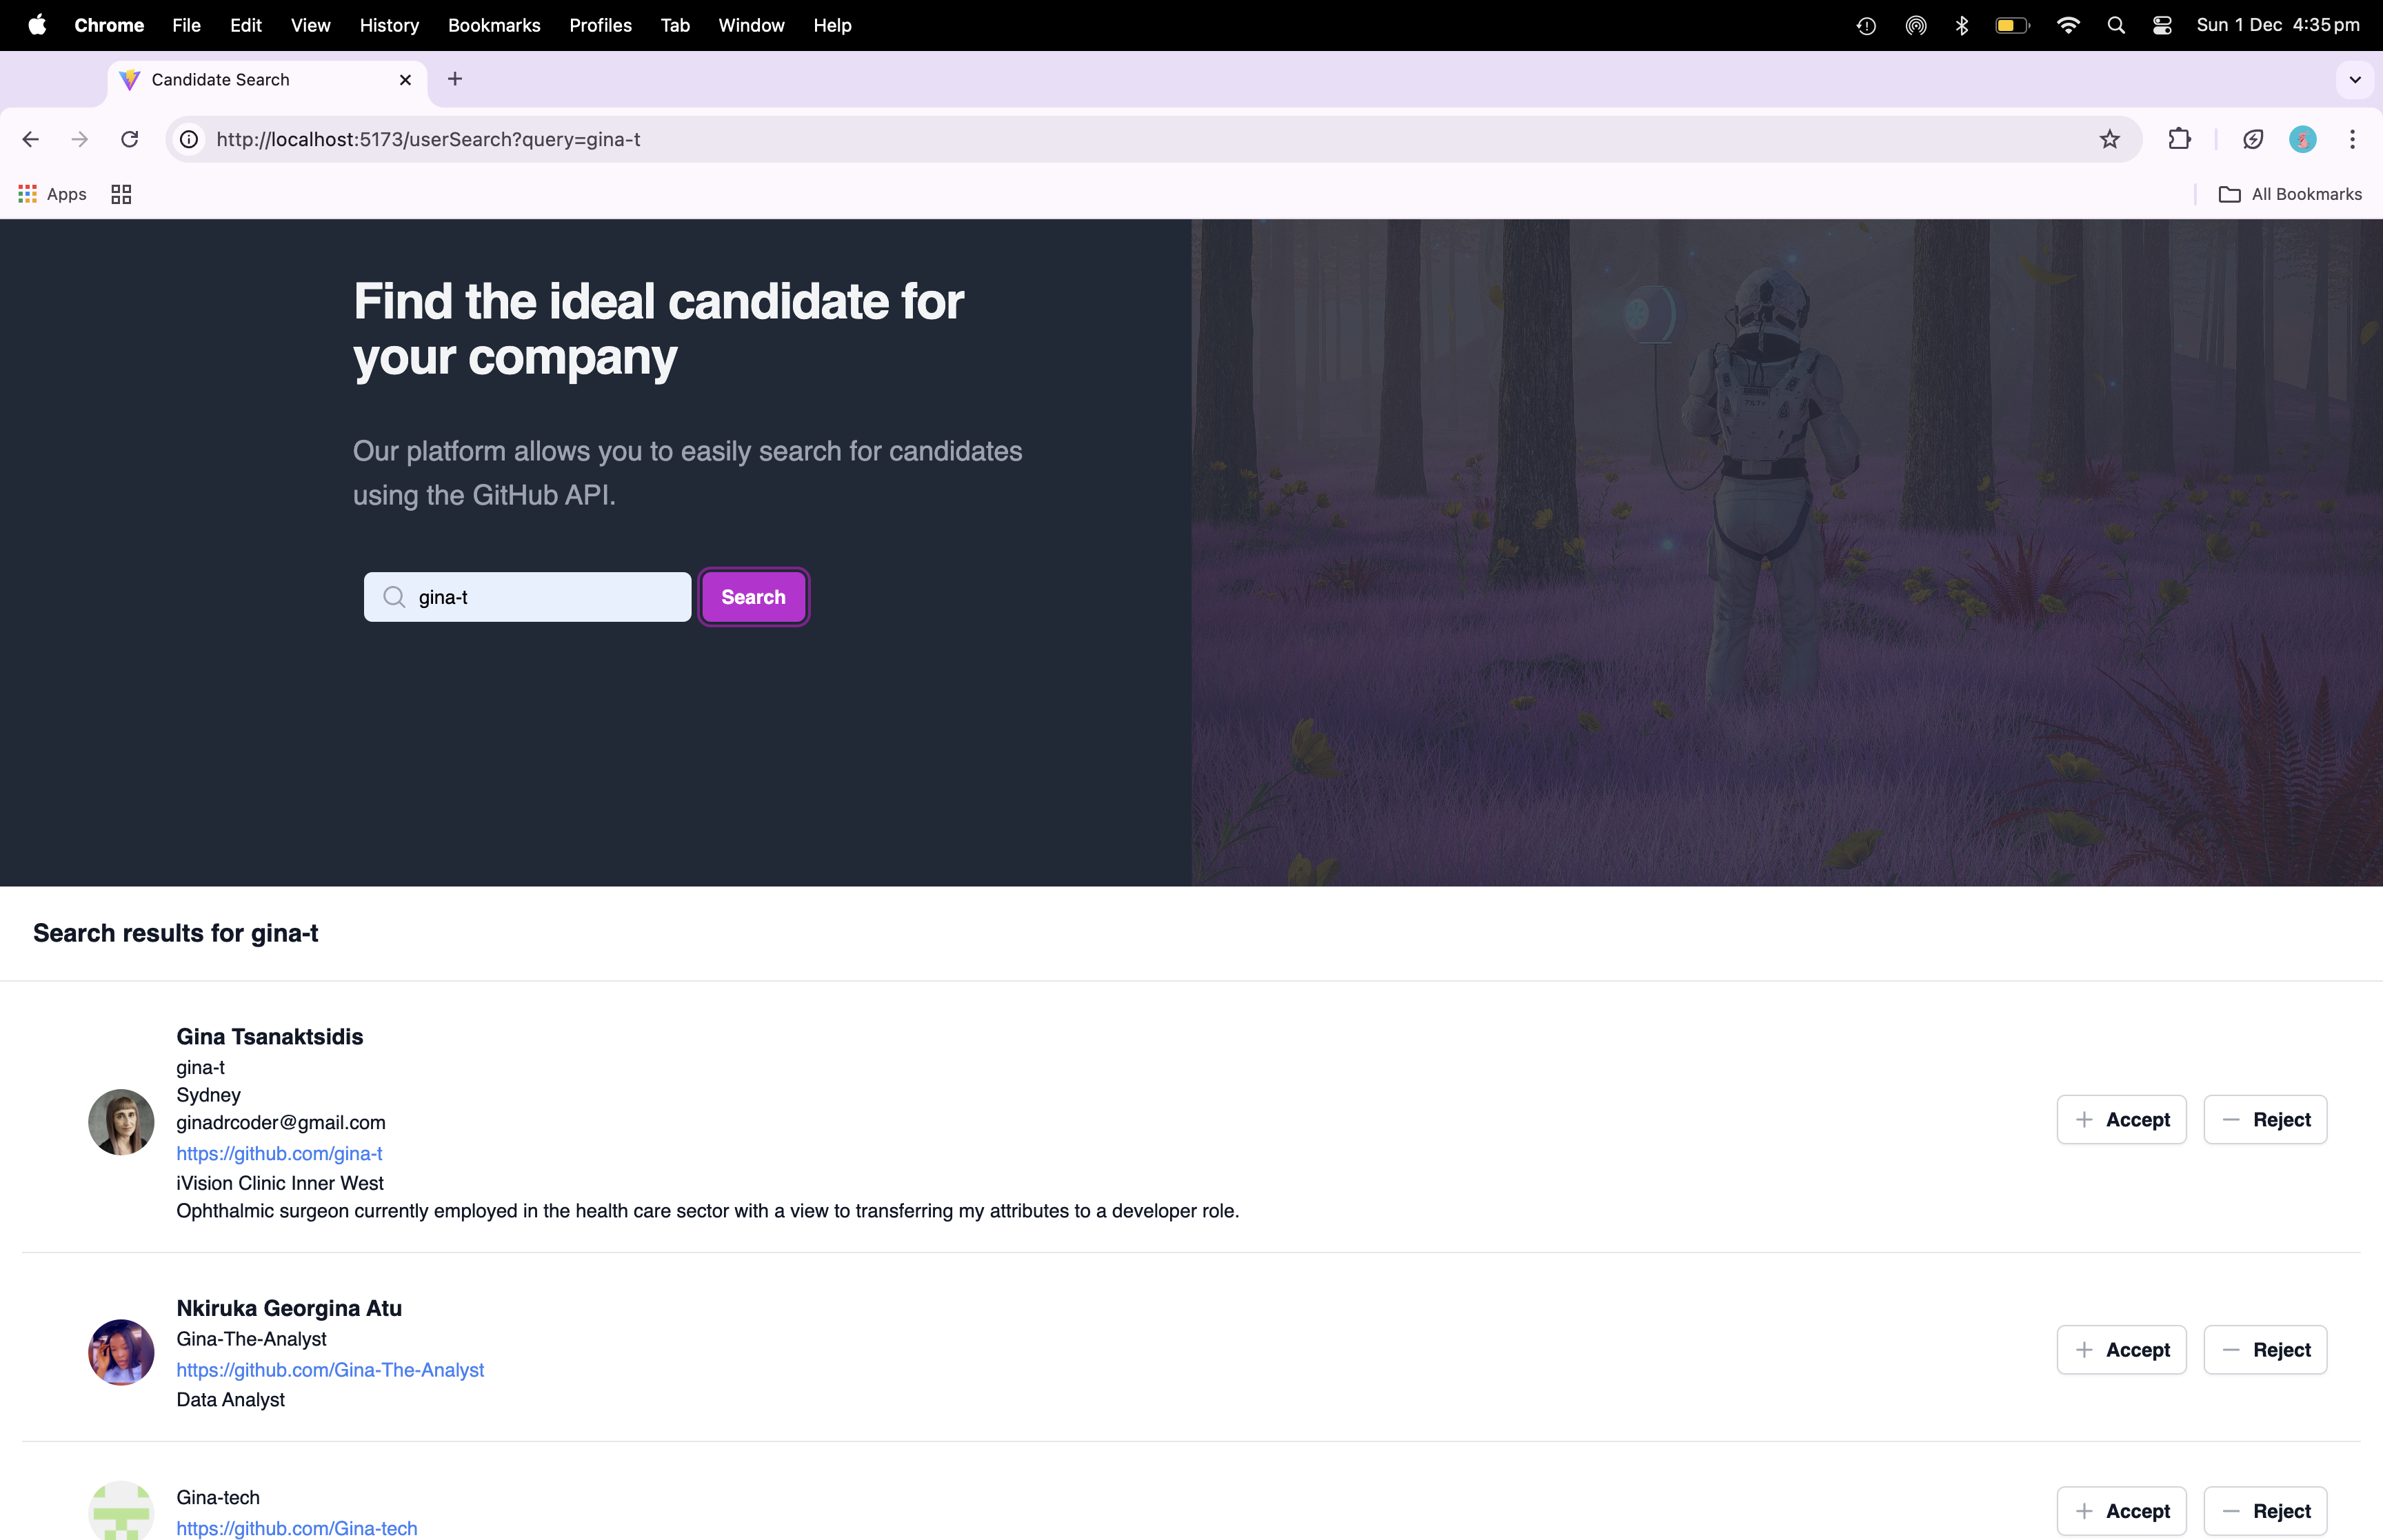 Chrome File Edit View History Bookmarks Profiles Tab Window Help Sun 1 Dec 4:35 pm
Candidate Search
http://localhost:5173/userSearch?query=gina-t
Apps All Bookmarks
Find the ideal candidate for
your company
Our platform allows you to easily search for candidates
using the GitHub API.
gina-t Search
Search results for gina-t
Gina Tsanaktsidis
gina-t
Sydney
ginadrcoder@gmail.com
https://github.com/gina-t
iVision Clinic Inner West
Ophthalmic surgeon currently employed in the health care sector with a view to transferring my attributes to a developer role.
Accept Reject
Nkiruka Georgina Atu
Gina-The-Analyst
https://github.com/Gina-The-Analyst
Data Analyst
Accept Reject
Gina-tech
https://github.com/Gina-tech
Accept Reject